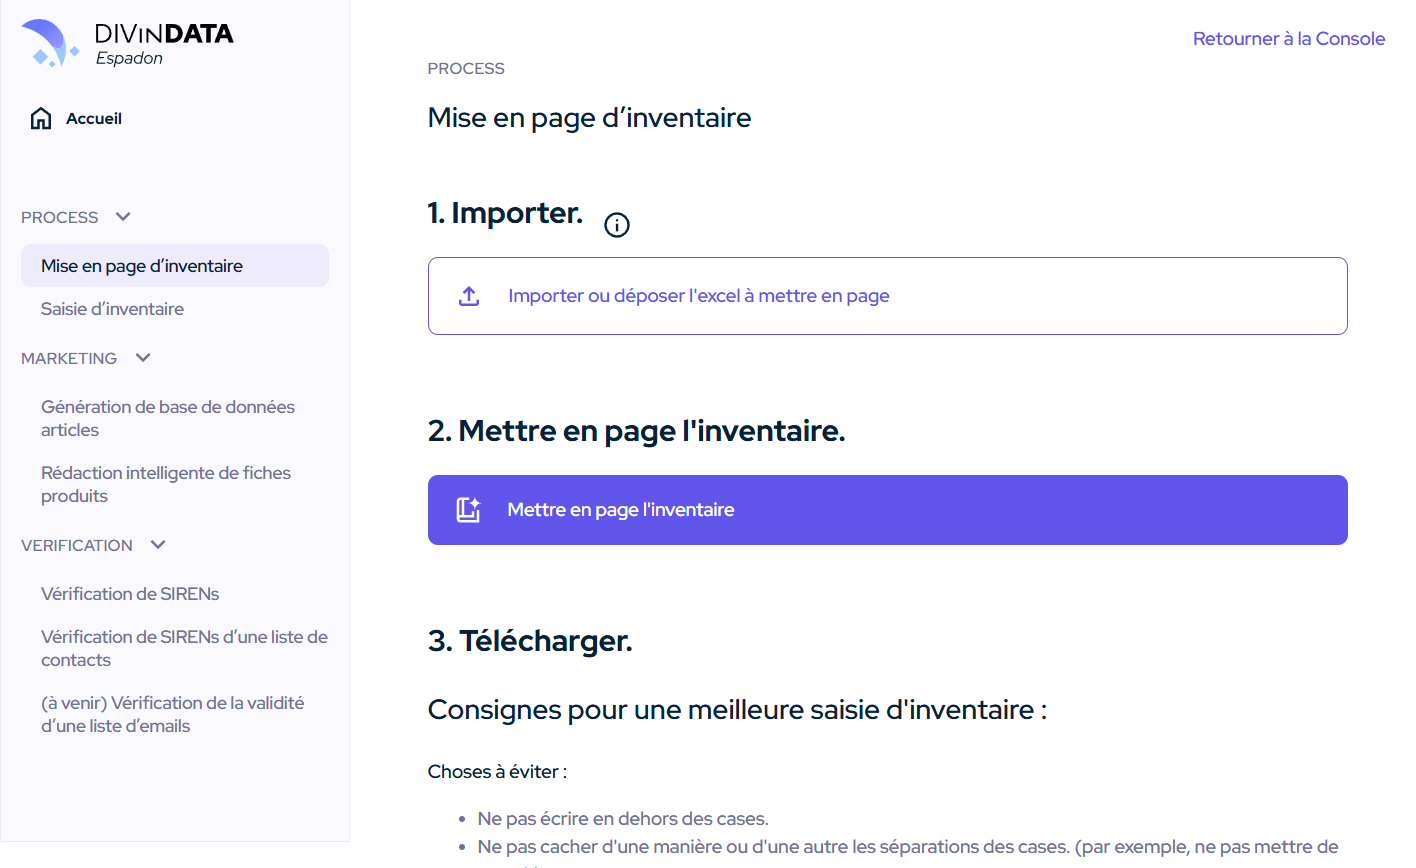 DIVinDATA
Espadon
Accueil
PROCESS
Mise en page d’inventaire
Saisie d’inventaire
MARKETING
Génération de base de données
articles
Rédaction intelligente de fiches
produits
VERIFICATION
Vérification de SIRENs
Vérification de SIRENs d’une liste de
contacts
(à venir) Vérification de la validité
d’une liste d’emails
Retourner à la Console
PROCESS
Mise en page d’inventaire
1. Importer.
Importer ou déposer l'excel à mettre en page
2. Mettre en page l'inventaire.
Mettre en page l'inventaire
3. Télécharger.
Consignes pour une meilleure saisie d'inventaire :
Choses à éviter :
• Ne pas écrire en dehors des cases.
• Ne pas cacher d'une manière ou d'une autre les séparations des cases. (par exemple, ne pas mettre de